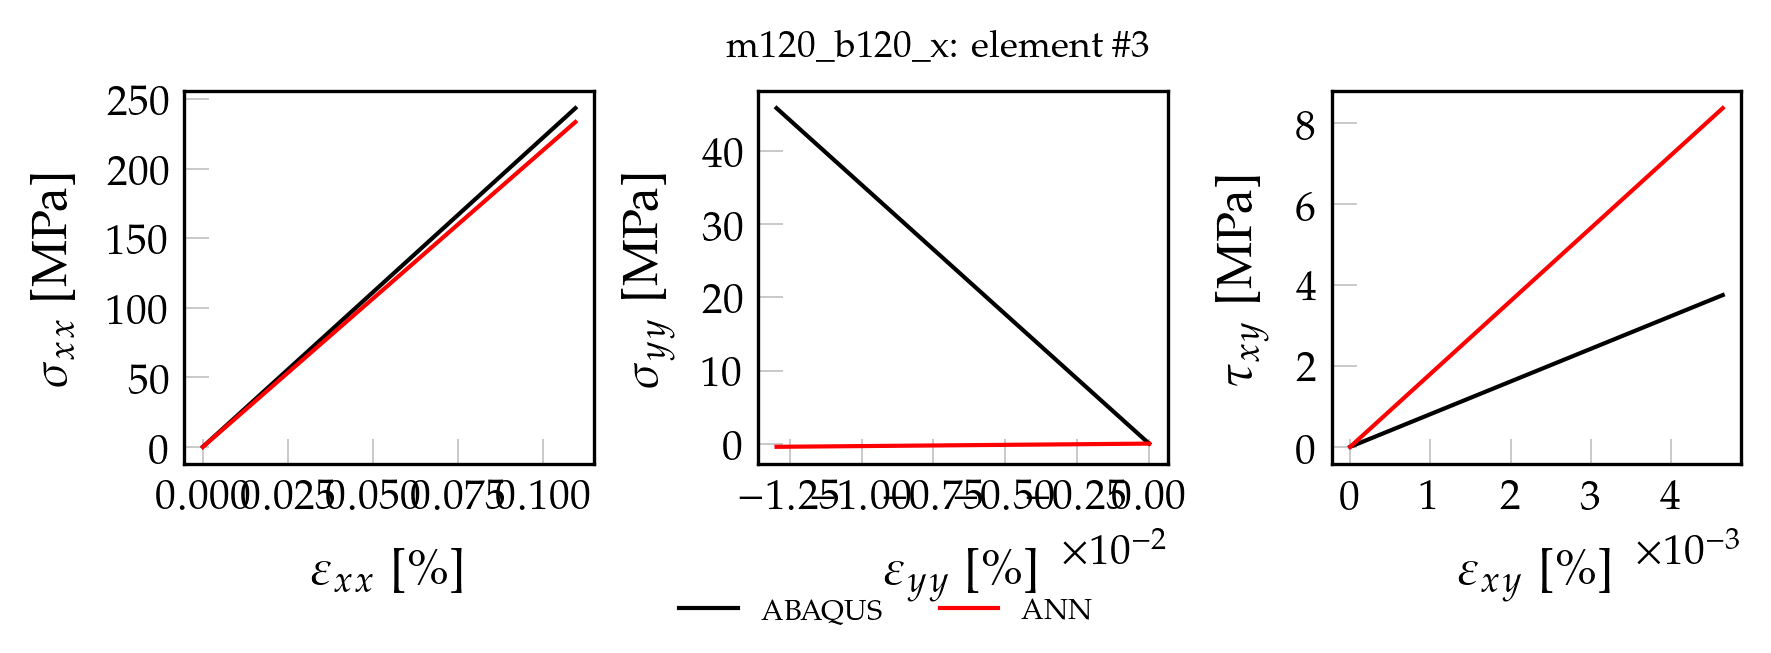 m120_b120_x: element #3
250
200
150
100
50
0
σxx [MPa]
0.000 0.025 0.050 0.075 0.100
εxx [%]
40
30
20
10
0
σyy [MPa]
−1.25 −1.00 −0.75 −0.50 −0.25 0.00
×10−2
εyy [%]
8
6
4
2
0
τxy [MPa]
0 1 2 3 4
×10−3
εxy [%]
ABAQUS ANN